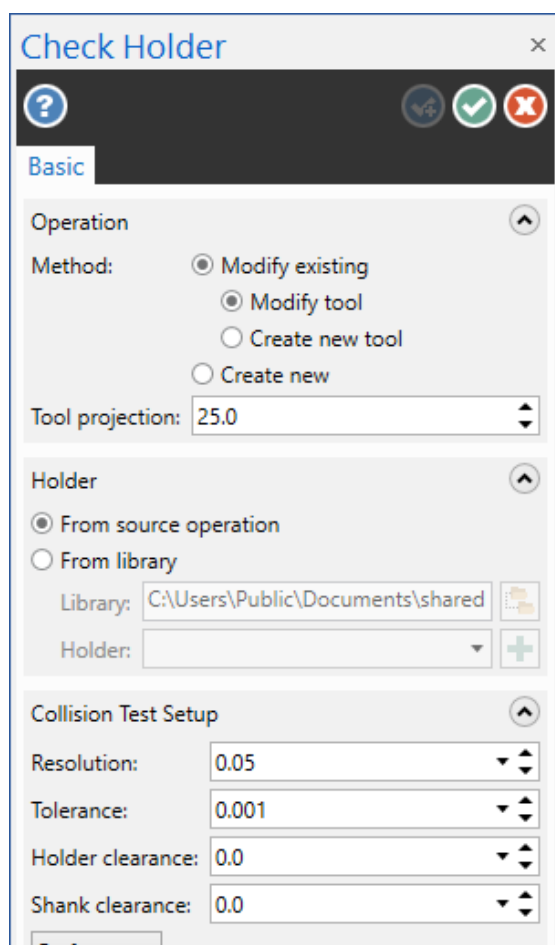 Check Holder
Basic
Operation
Method: Modify existing
Modify tool
Create new tool
Create new
Tool projection: 25.0
Holder
From source operation
From library
Library: C:\Users\Public\Documents\shared
Holder:
Collision Test Setup
Resolution: 0.05
Tolerance: 0.001
Holder clearance: 0.0
Shank clearance: 0.0